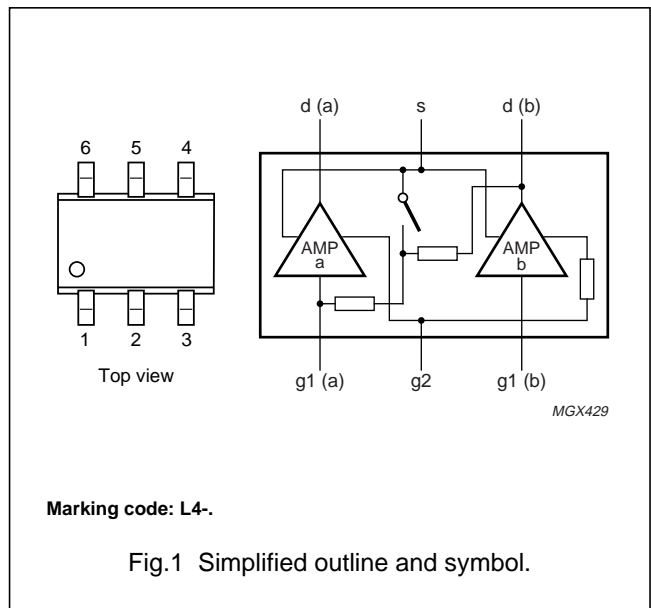 d (a) s d (b)
6 5 4
AMP a
AMP b
1 2 3
Top view
g1 (a) g2 g1 (b)
MGX429
Marking code: L4-.
Fig.1 Simplified outline and symbol.